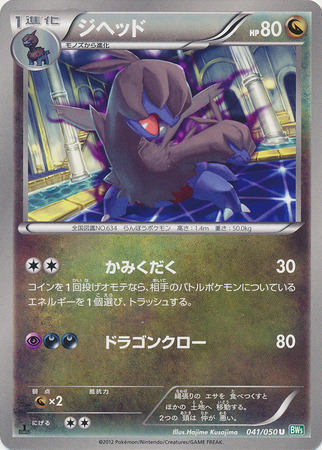 1進化
ジヘッド
HP80
モノズから進化
全国図鑑NO.634 らんぼうポケモン 高さ：1.4m 重さ：50.0kg
かみくだく 30
コインを1回投げオモテなら、相手のバトルポケモンについている
エネルギーを1個選び、トラッシュする。
ドラゴンクロー 80
弱点 抵抗力
×2
にげる
縄張りの エサを 食べつくすと
ほかの 土地へ 移動する。
2つの 頭は 仲が 悪い。
Illus.Hajime Kusajima
041/050 U BW5
©2012 Pokémon/Nintendo/Creatures/GAME FREAK.